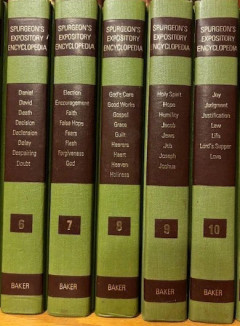 SPURGEON'S
EXPOSITORY
ENCYCLOPEDIA
Daniel
David
Death
Decision
Declension
Delay
Despairing
Doubt
6
BAKER
SPURGEON'S
EXPOSITORY
ENCYCLOPEDIA
Election
Encouragement
Faith
False Hope
Fears
Flesh
Forgiveness
God
7
BAKER
SPURGEON'S
EXPOSITORY
ENCYCLOPEDIA
God's Care
Good Works
Gospel
Grace
Guilt
Hearers
Heart
Heaven
Holiness
8
BAKER
SPURGEON'S
EXPOSITORY
ENCYCLOPEDIA
Holy Spirit
Hope
Humility
Jacob
Jews
Job
Joseph
Joshua
9
BAKER
SPURGEON'S
EXPOSITORY
ENCYCLOPEDIA
Joy
Judgment
Justification
Law
Life
Lord's Supper
Love
10
BAKER